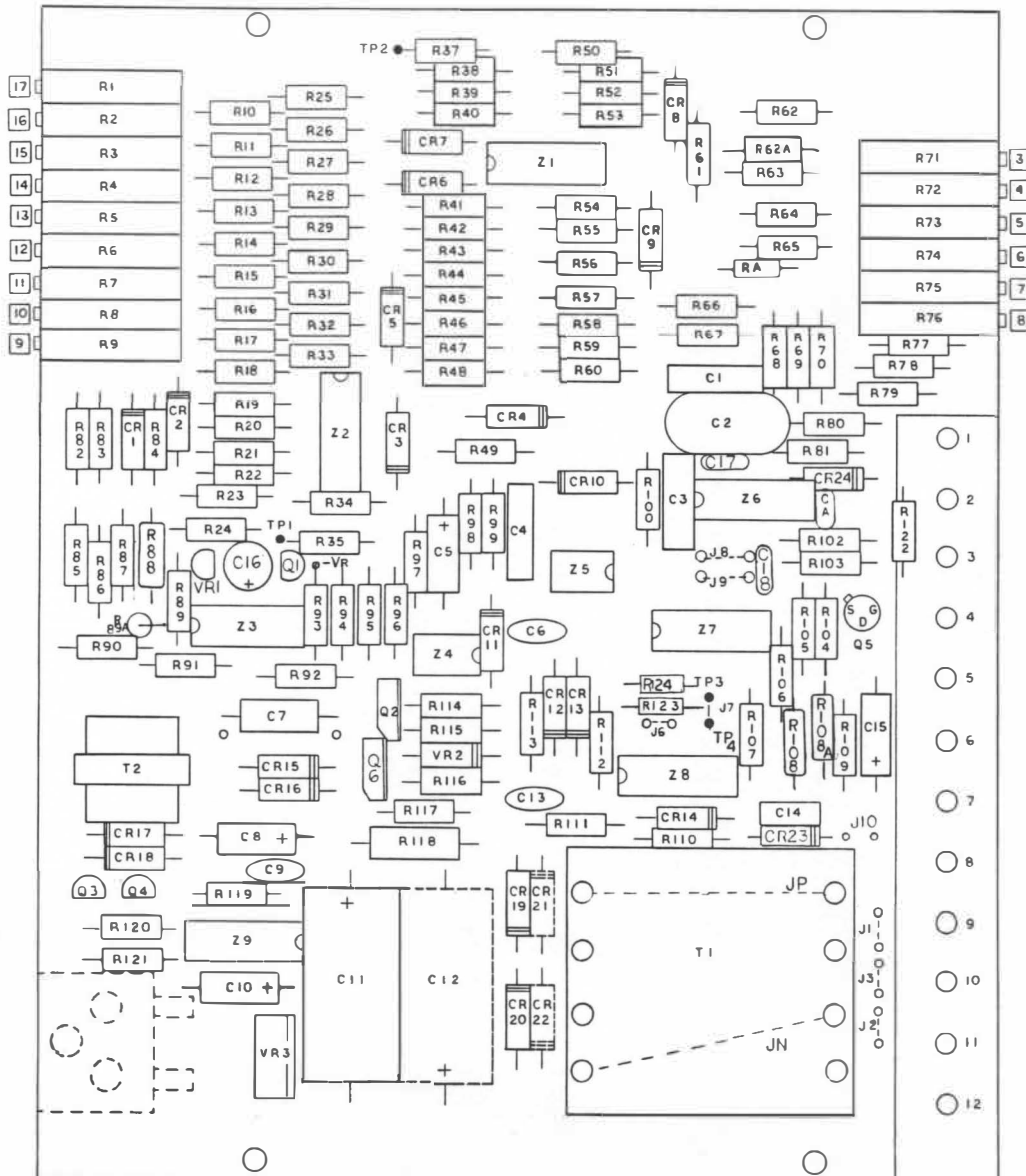 TP2
R37
R50
R38
R51
R39
R52
R40
R53
CR8
R61
R62
R62A
R63
R64
R65
RA
17
R1
16
R2
15
R3
14
R4
13
R5
12
R6
11
R7
10
R8
9
R9
R10
R11
R12
R13
R14
R15
R16
R17
R18
R19
R20
R21
R22
R23
R24
R25
R26
R27
R28
R29
R30
R31
R32
R33
CR7
CR6
Z1
R41
R42
R43
R44
R45
R46
R47
R48
CR5
R54
R55
R56
R57
R58
R59
R60
CR9
R66
R67
R68
R69
R70
R71
3
R72
4
R73
5
R74
6
R75
7
R76
8
R77
R78
R79
R80
R81
C1
C2
C17
CR24
CA
Z6
C3
R100
R102
R103
R122
R82
R83
CR1
R84
CR2
Z2
CR3
R34
CR4
R49
CR10
R98
R99
C4
C5
+
R97
R85
R86
R87
R88
R89
TP1
R35
VR1
C16
+
Q1
-VR
R89A
R90
R91
Z3
R93
R94
R95
R96
R92
Z4
CR11
Z5
C6
J8
J9
C18
Z7
R105
R104
S
G
D
Q5
R106
C7
Q2
Q6
R114
R115
VR2
R116
R117
R118
R113
CR12
CR13
R112
R124
R123
J6
TP3
J7
TP4
R107
R108
R108A
R109
C15
+
Z8
C13
R111
CR14
R110
C14
CR23
J10
T2
CR15
CR16
CR17
CR18
C8
+
C9
Q3
Q4
R119
R120
R121
Z9
C10
+
VR3
+
C11
C12
+
CR19
CR21
CR20
CR22
JP
T1
JN
J1
J3
J2
1
2
3
4
5
6
7
8
9
10
11
12